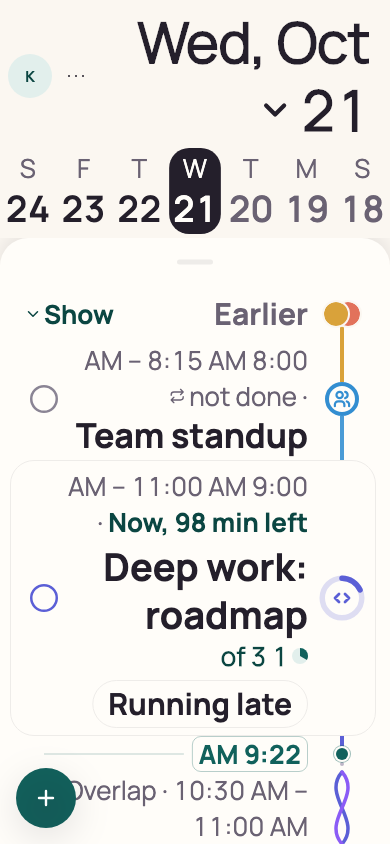 Wed, Oct
21
K
...
S F T W T M S
24 23 22 21 20 19 18
Show
Earlier
AM – 8:15 AM 8:00
not done ·
Team standup
AM – 11:00 AM 9:00
· Now, 98 min left
Deep work:
roadmap
of 3 1
Running late
AM 9:22
Overlap · 10:30 AM –
11:00 AM
+